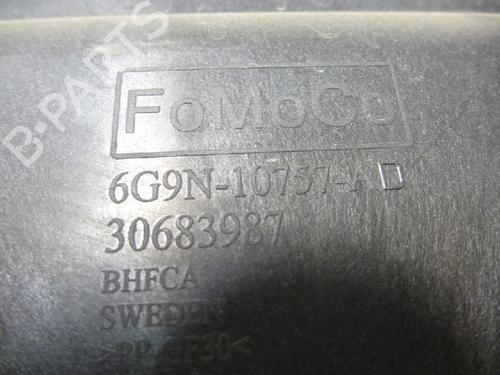 B-PARTS
FoMoCo
6G9N-10757-AD
30683987
BHFCA
SWEDEN
>PP GF30<